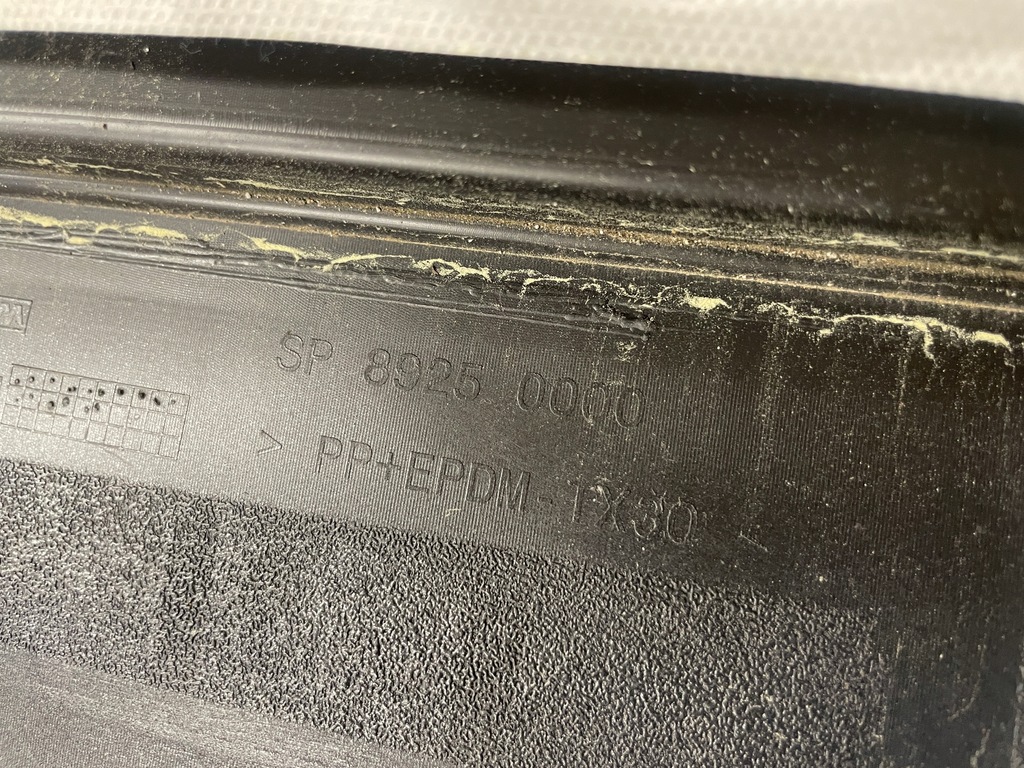 SP 8925 0000
> PP+EPDM-TX30 <